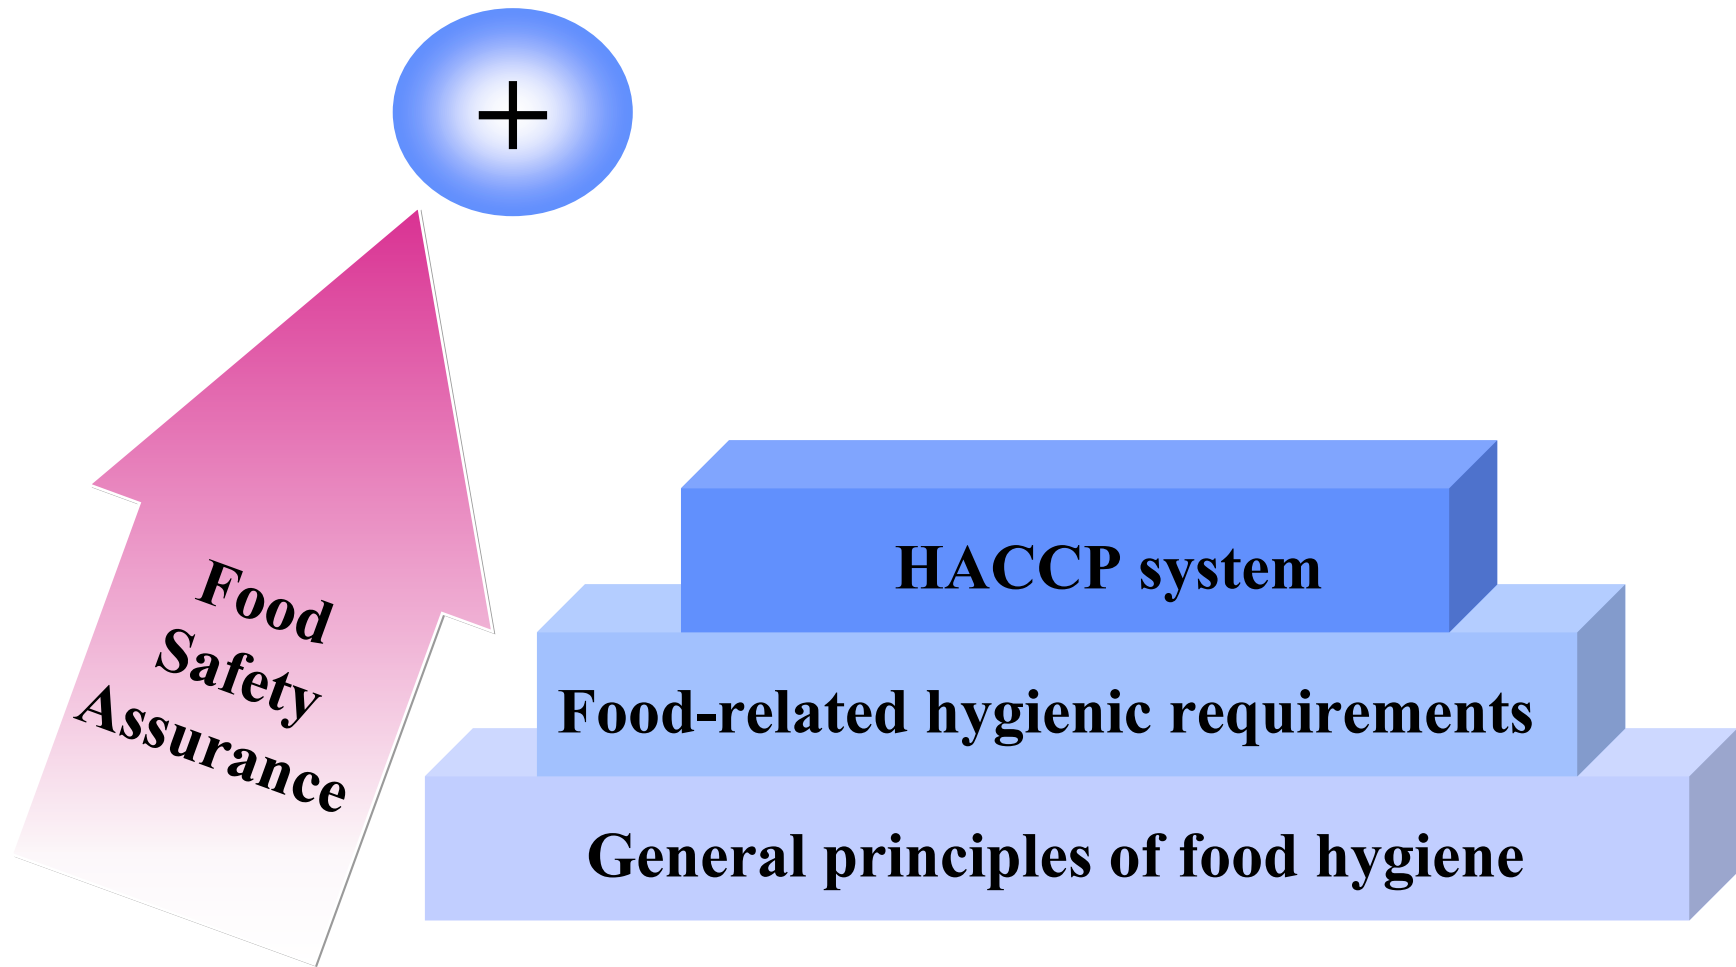 +
HACCP system
Food
Safety
Assurance
Food-related hygienic requirements
General principles of food hygiene